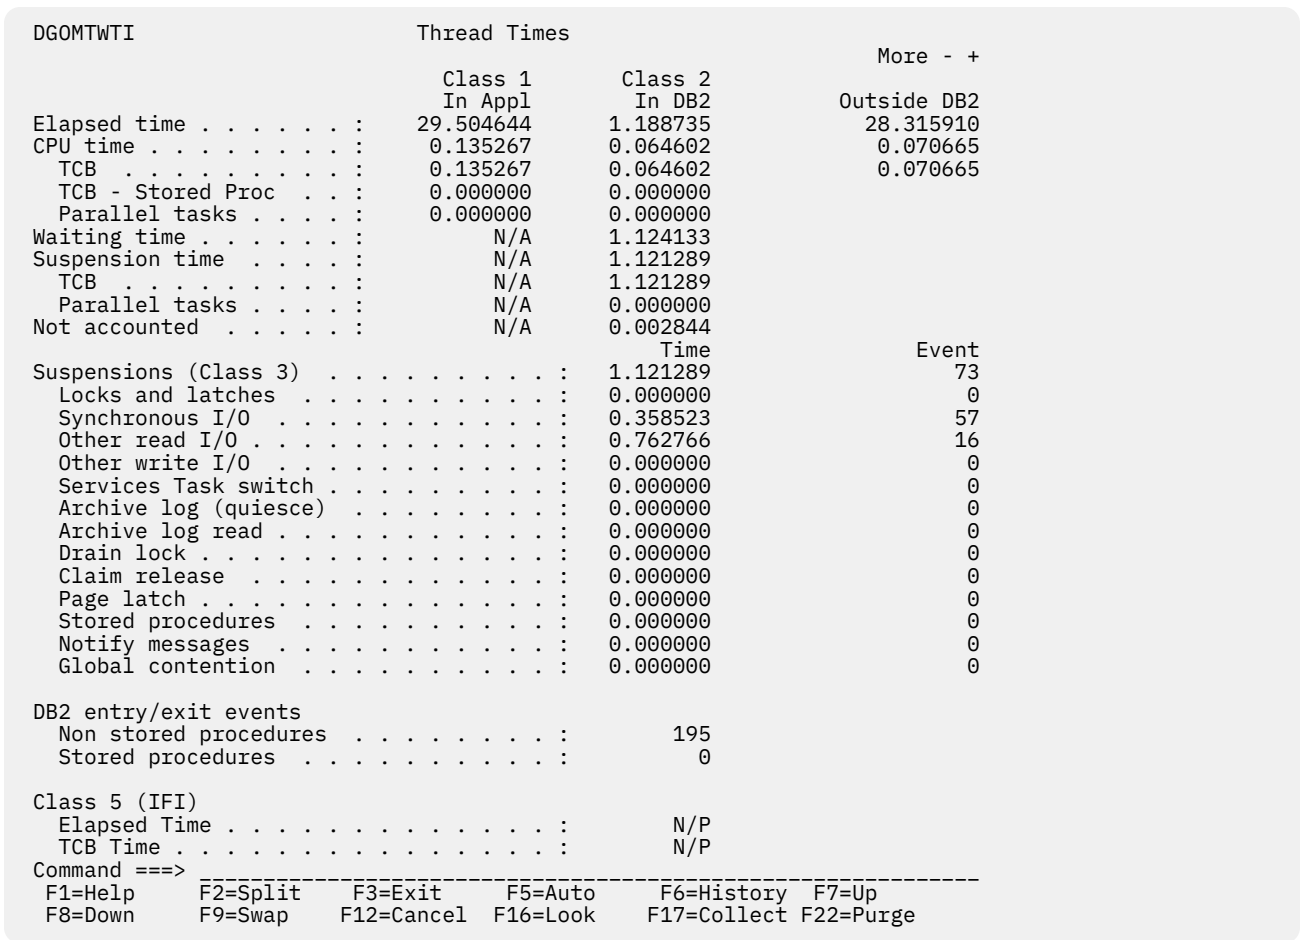 DGOMTWTI Thread Times
More - +
Class 1 Class 2
In Appl In DB2 Outside DB2
Elapsed time . . . . . . : 29.504644 1.188735 28.315910
CPU time . . . . . . . . : 0.135267 0.064602 0.070665
TCB . . . . . . . . . : 0.135267 0.064602 0.070665
TCB - Stored Proc . . : 0.000000 0.000000
Parallel tasks . . . . : 0.000000 0.000000
Waiting time . . . . . . : N/A 1.124133
Suspension time . . . . : N/A 1.121289
TCB . . . . . . . . . : N/A 1.121289
Parallel tasks . . . . : N/A 0.000000
Not accounted . . . . . : N/A 0.002844
Time Event
Suspensions (Class 3) . . . . . . . . . : 1.121289 73
Locks and latches . . . . . . . . . . : 0.000000 0
Synchronous I/O . . . . . . . . . . . : 0.358523 57
Other read I/O . . . . . . . . . . . . : 0.762766 16
Other write I/O . . . . . . . . . . . : 0.000000 0
Services Task switch . . . . . . . . . : 0.000000 0
Archive log (quiesce) . . . . . . . . : 0.000000 0
Archive log read . . . . . . . . . . . : 0.000000 0
Drain lock . . . . . . . . . . . . . . : 0.000000 0
Claim release . . . . . . . . . . . . : 0.000000 0
Page latch . . . . . . . . . . . . . . : 0.000000 0
Stored procedures . . . . . . . . . . : 0.000000 0
Notify messages . . . . . . . . . . . : 0.000000 0
Global contention . . . . . . . . . . : 0.000000 0
DB2 entry/exit events
Non stored procedures . . . . . . . . : 195
Stored procedures . . . . . . . . . . : 0
Class 5 (IFI)
Elapsed Time . . . . . . . . . . . . . : N/P
TCB Time . . . . . . . . . . . . . . . : N/P
Command ===> _____________________________________________________________
F1=Help F2=Split F3=Exit F5=Auto F6=History F7=Up
F8=Down F9=Swap F12=Cancel F16=Look F17=Collect F22=Purge